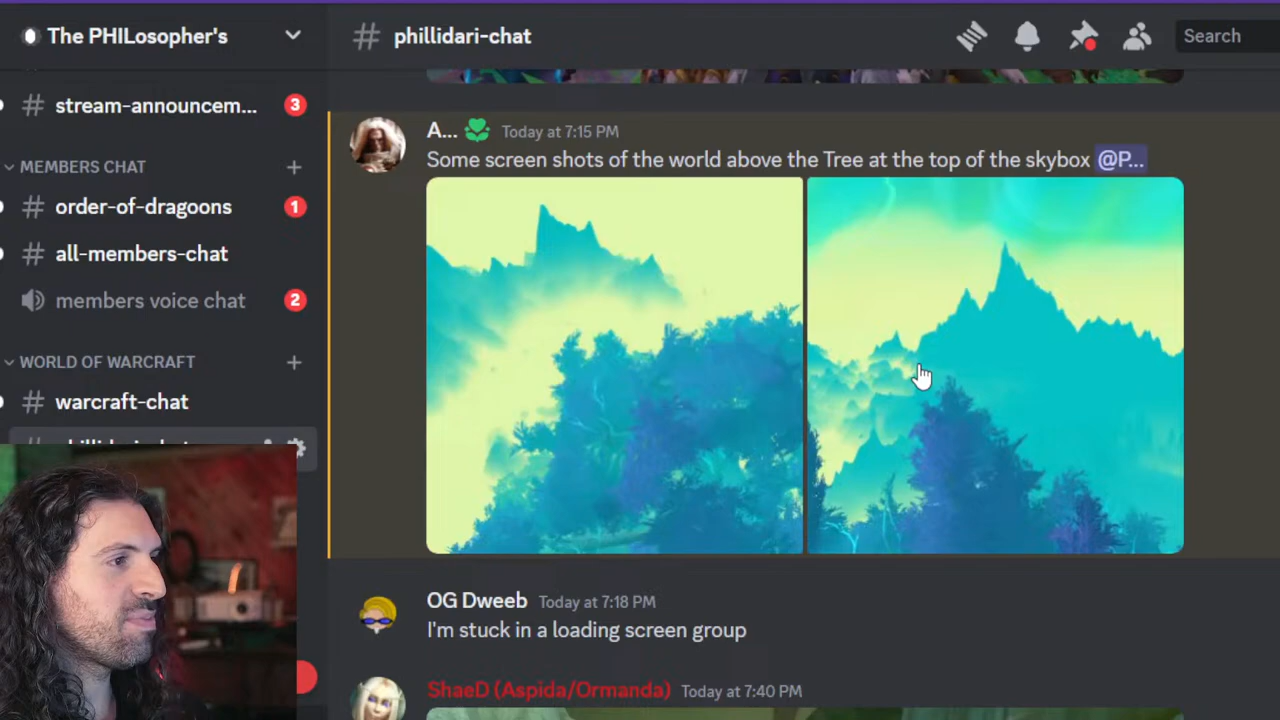 The PHILosopher's
# phillidari-chat
Search
# stream-announcem... 3
A... Today at 7:15 PM
Some screen shots of the world above the Tree at the top of the skybox @P...
MEMBERS CHAT +
# order-of-dragoons 1
# all-members-chat
members voice chat 2
WORLD OF WARCRAFT +
# warcraft-chat
OG Dweeb Today at 7:18 PM
I'm stuck in a loading screen group
ShaeD (Aspida/Ormanda) Today at 7:40 PM